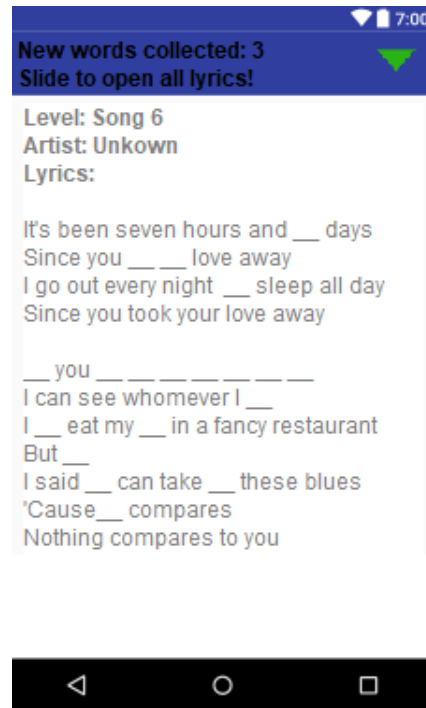 7:00
New words collected: 3
Slide to open all lyrics!
Level: Song 6
Artist: Unkown
Lyrics:
It's been seven hours and __ days
Since you __ __ love away
I go out every night __ sleep all day
Since you took your love away
__ you __ __ __ __ __ __ __
I can see whomever I __
I __ eat my __ in a fancy restaurant
But __
I said __ can take __ these blues
'Cause__ compares
Nothing compares to you